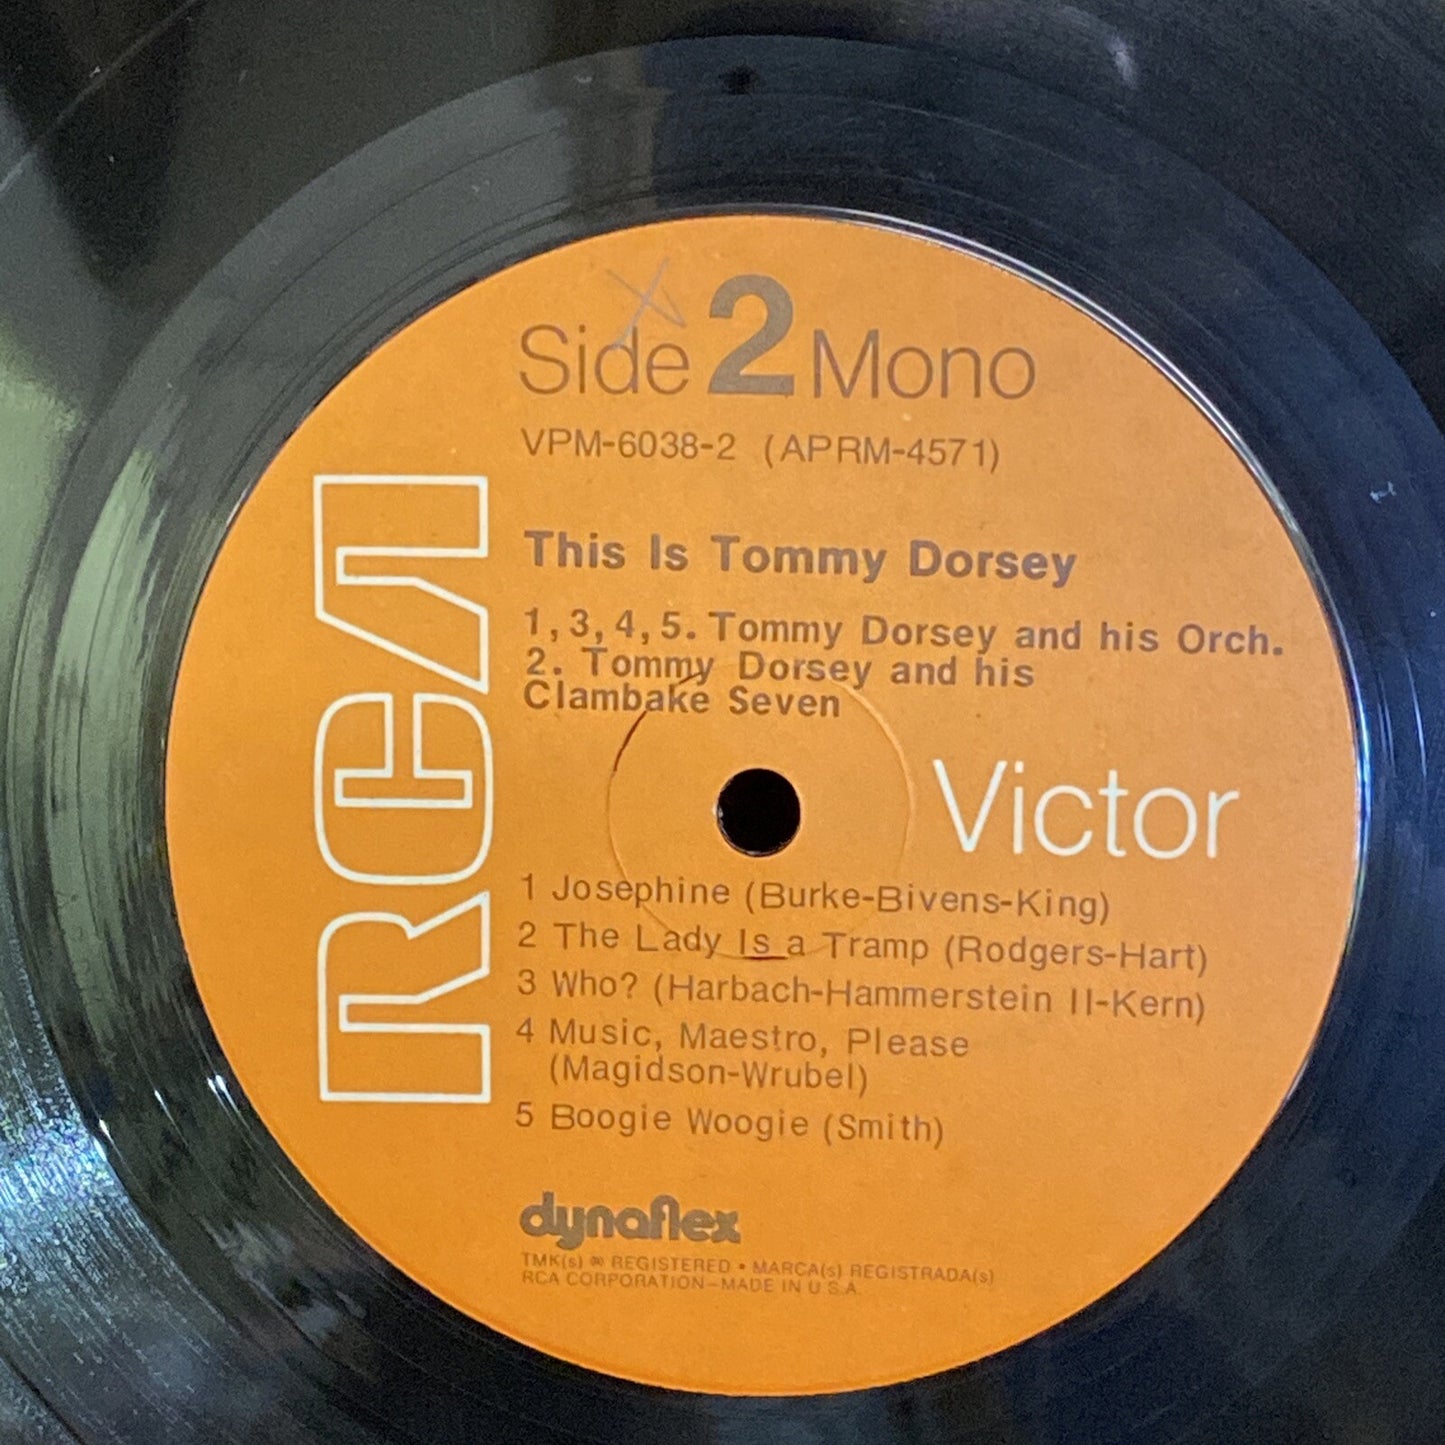 Side 2 Mono
VPM-6038-2 (APRM-4571)
This Is Tommy Dorsey
1,3,4,5. Tommy Dorsey and his Orch.
2. Tommy Dorsey and his
Clambake Seven
RCA
Victor
1 Josephine (Burke-Bivens-King)
2 The Lady Is a Tramp (Rodgers-Hart)
3 Who? (Harbach-Hammerstein II-Kern)
4 Music, Maestro, Please
(Magidson-Wrubel)
5 Boogie Woogie (Smith)
dynaflex
TMK(s) ® REGISTERED • MARCA(s) REGISTRADA(s)
RCA CORPORATION—MADE IN U.S.A.